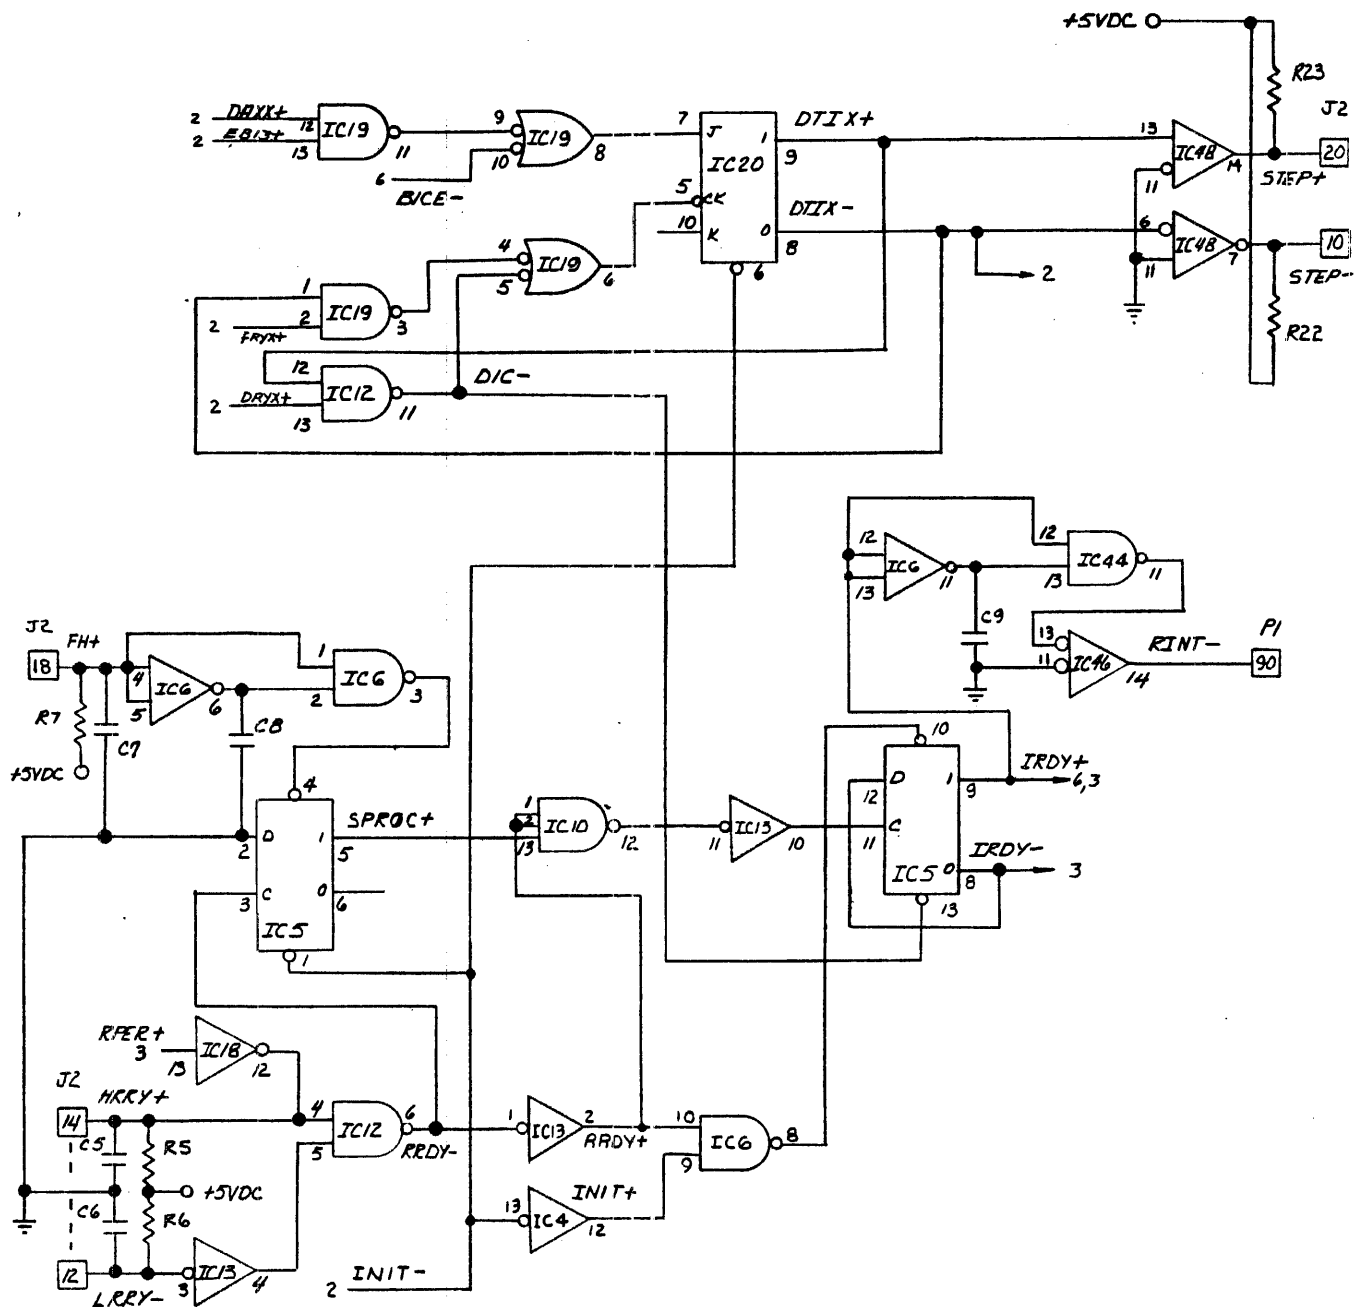 +5VDC
R23
J2
2 DAXX+ 12 IC19 11
2 EB13+ 13
9 IC19 8
10
6 BICE-
7 J 1 DTIX+ 9
IC20
5 CK
10 K 0 DTIX- 8
6
13 IC48 14 20
11 STEP+
6 IC48 7 10
11 STEP-
2
R22
4 IC19 6
5
1 IC19 3
2 FRYX+ 2
12 IC12 11 DIC-
2 DRYX+ 13
12 IC6 11
13
12 IC44 11
13
C9
13 IC46 14 RINT- P1 90
11
J2
18 FH+
4 IC6 6
5
1 IC6 3
2
R7 C7 C8
+5VDC
4
2 D 1 5 SPROC+
3 C 0 6
IC5
1
1
2 IC10 12
13
11 IC13 10
10
12 D 1 9 IRDY+ 6,3
11 C
IC5 0 8 IRDY- 3
13
RPER+
3 13 IC18 12
J2
14 HRRY+
C5 R5
+5VDC
C6 R6
12 LRRY-
3 IC13 4
4 IC12 6 RRDY-
5
1 IC13 2 RRDY+
10 IC6 8
9
13 IC4 12 INIT+
2 INIT-